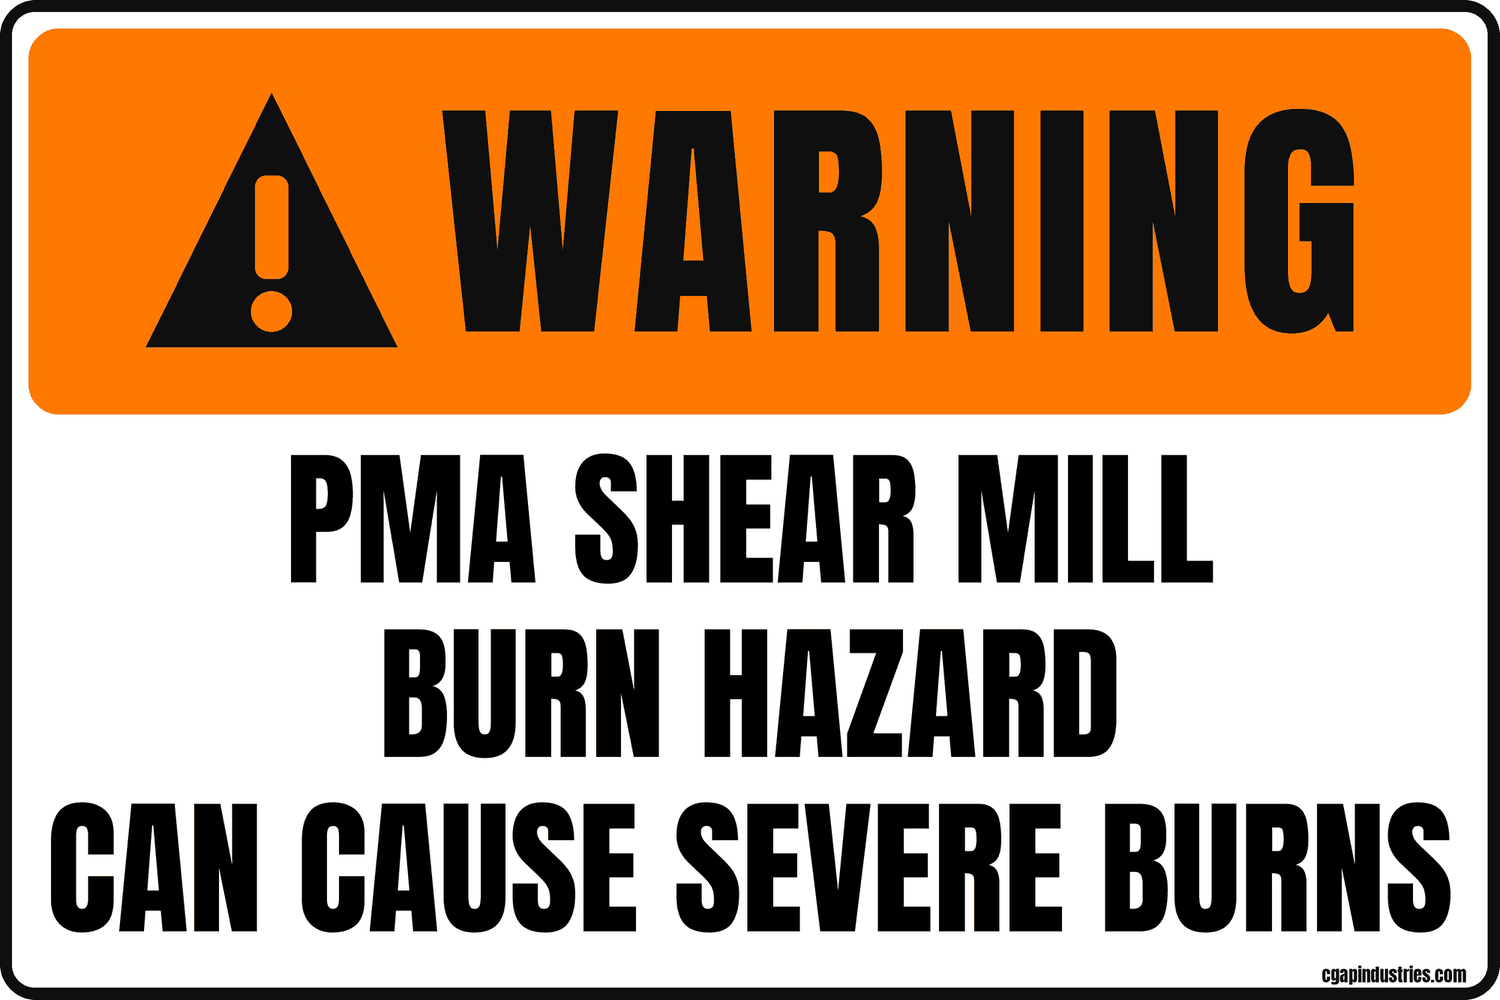 WARNING
PMA SHEAR MILL
BURN HAZARD
CAN CAUSE SEVERE BURNS
cgapindustries.com